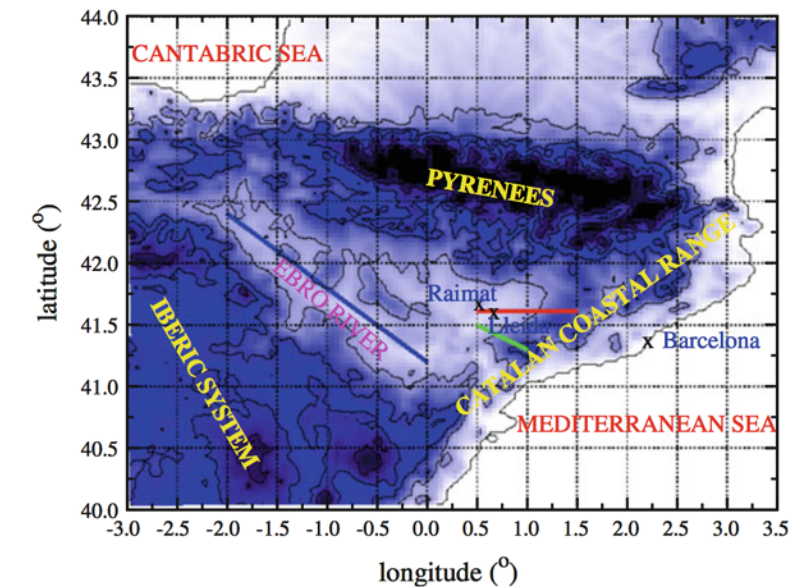 44.0
CANTABRIC SEA
43.5
43.0
PYRENEES
42.5
42.0
EBRO RIVER
Raimat
Lleida
CATALAN COASTAL RANGE
41.5
x Barcelona
IBERIC SYSTEM
41.0
MEDITERRANEAN SEA
40.5
40.0
-3.0 -2.5 -2.0 -1.5 -1.0 -0.5 0.0 0.5 1.0 1.5 2.0 2.5 3.0 3.5
latitude (°)
longitude (°)